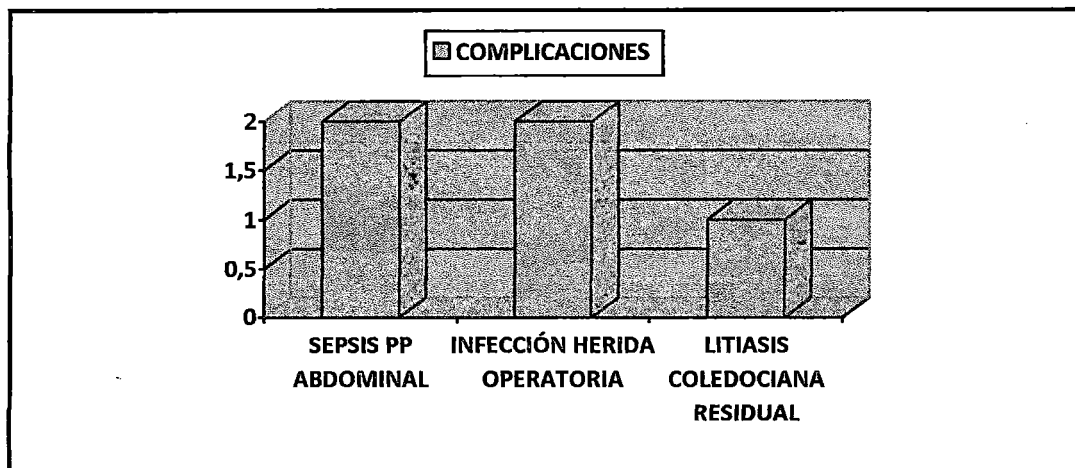 COMPLICACIONES
2
1,5
1
0,5
0
SEPSIS PP
ABDOMINAL
INFECCIÓN HERIDA
OPERATORIA
LITIASIS
COLEDOCIANA
RESIDUAL